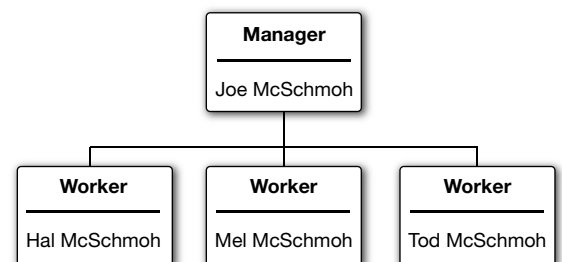 Manager
Joe McSchmoh
Worker
Hal McSchmoh
Worker
Mel McSchmoh
Worker
Tod McSchmoh